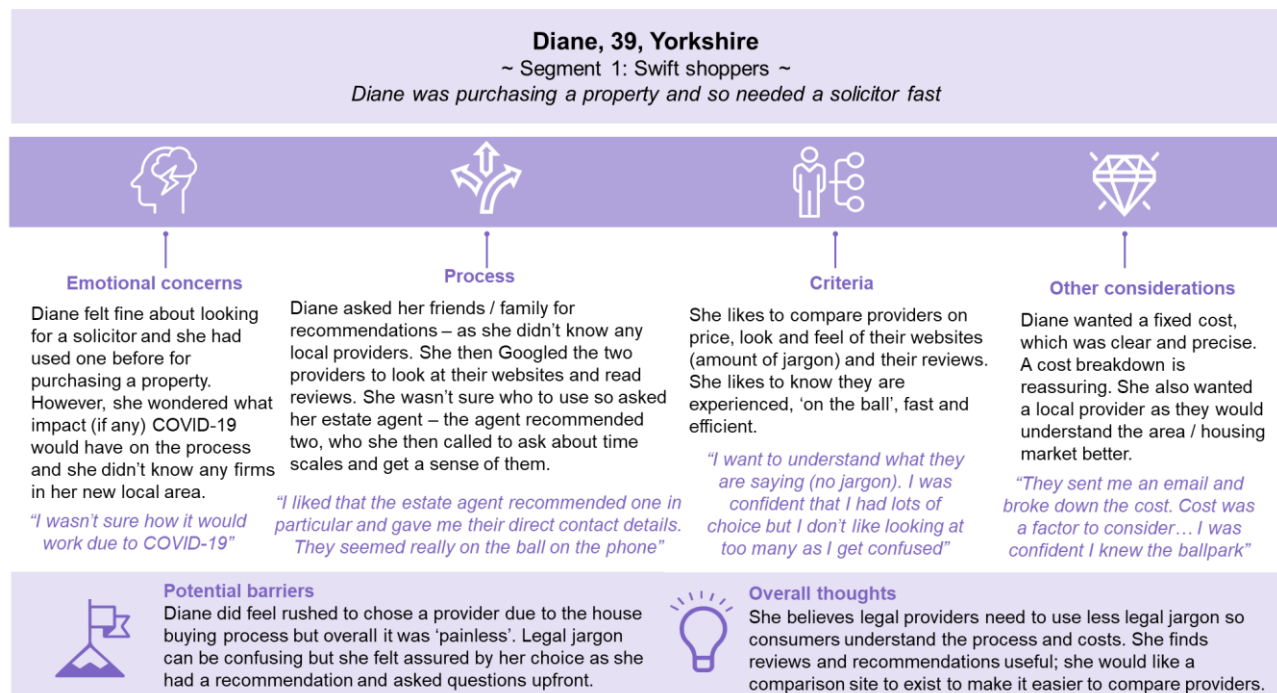 Diane, 39, Yorkshire
~ Segment 1: Swift shoppers ~
Diane was purchasing a property and so needed a solicitor fast
Emotional concerns
Diane felt fine about looking
for a solicitor and she had
used one before for
purchasing a property.
However, she wondered what
impact (if any) COVID-19
would have on the process
and she didn’t know any firms
in her new local area.
“I wasn’t sure how it would
work due to COVID-19”
Process
Diane asked her friends / family for
recommendations – as she didn’t know any
local providers. She then Googled the two
providers to look at their websites and read
reviews. She wasn’t sure who to use so asked
her estate agent – the agent recommended
two, who she then called to ask about time
scales and get a sense of them.
“I liked that the estate agent recommended one in
particular and gave me their direct contact details.
They seemed really on the ball on the phone”
Criteria
She likes to compare providers on
price, look and feel of their websites
(amount of jargon) and their reviews.
She likes to know they are
experienced, ‘on the ball’, fast and
efficient.
“I want to understand what they
are saying (no jargon). I was
confident that I had lots of
choice but I don’t like looking at
too many as I get confused”
Other considerations
Diane wanted a fixed cost,
which was clear and precise.
A cost breakdown is
reassuring. She also wanted
a local provider as they would
understand the area / housing
market better.
“They sent me an email and
broke down the cost. Cost was
a factor to consider… I was
confident I knew the ballpark”
Potential barriers
Diane did feel rushed to chose a provider due to the house
buying process but overall it was ‘painless’. Legal jargon
can be confusing but she felt assured by her choice as she
had a recommendation and asked questions upfront.
Overall thoughts
She believes legal providers need to use less legal jargon so
consumers understand the process and costs. She finds
reviews and recommendations useful; she would like a
comparison site to exist to make it easier to compare providers.